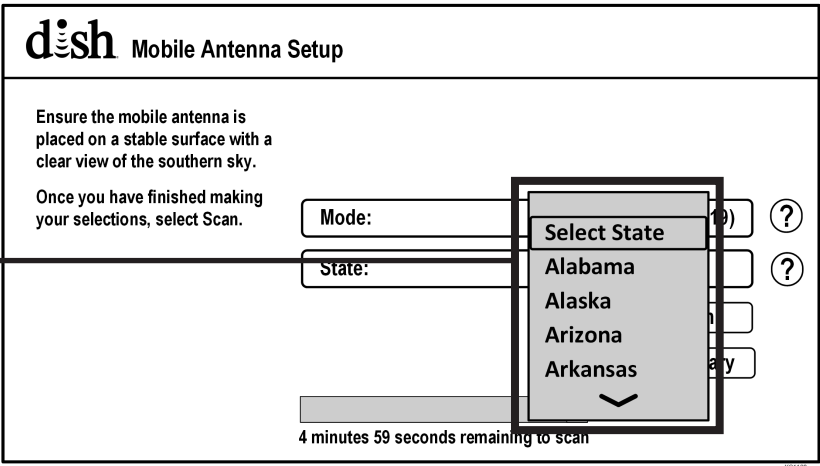 dish Mobile Antenna Setup
Ensure the mobile antenna is
placed on a stable surface with a
clear view of the southern sky.
Once you have finished making
your selections, select Scan.
Mode:
19)
?
State:
?
Select State
Alabama
Alaska
Arizona
Arkansas
n
ary
4 minutes 59 seconds remaining to scan